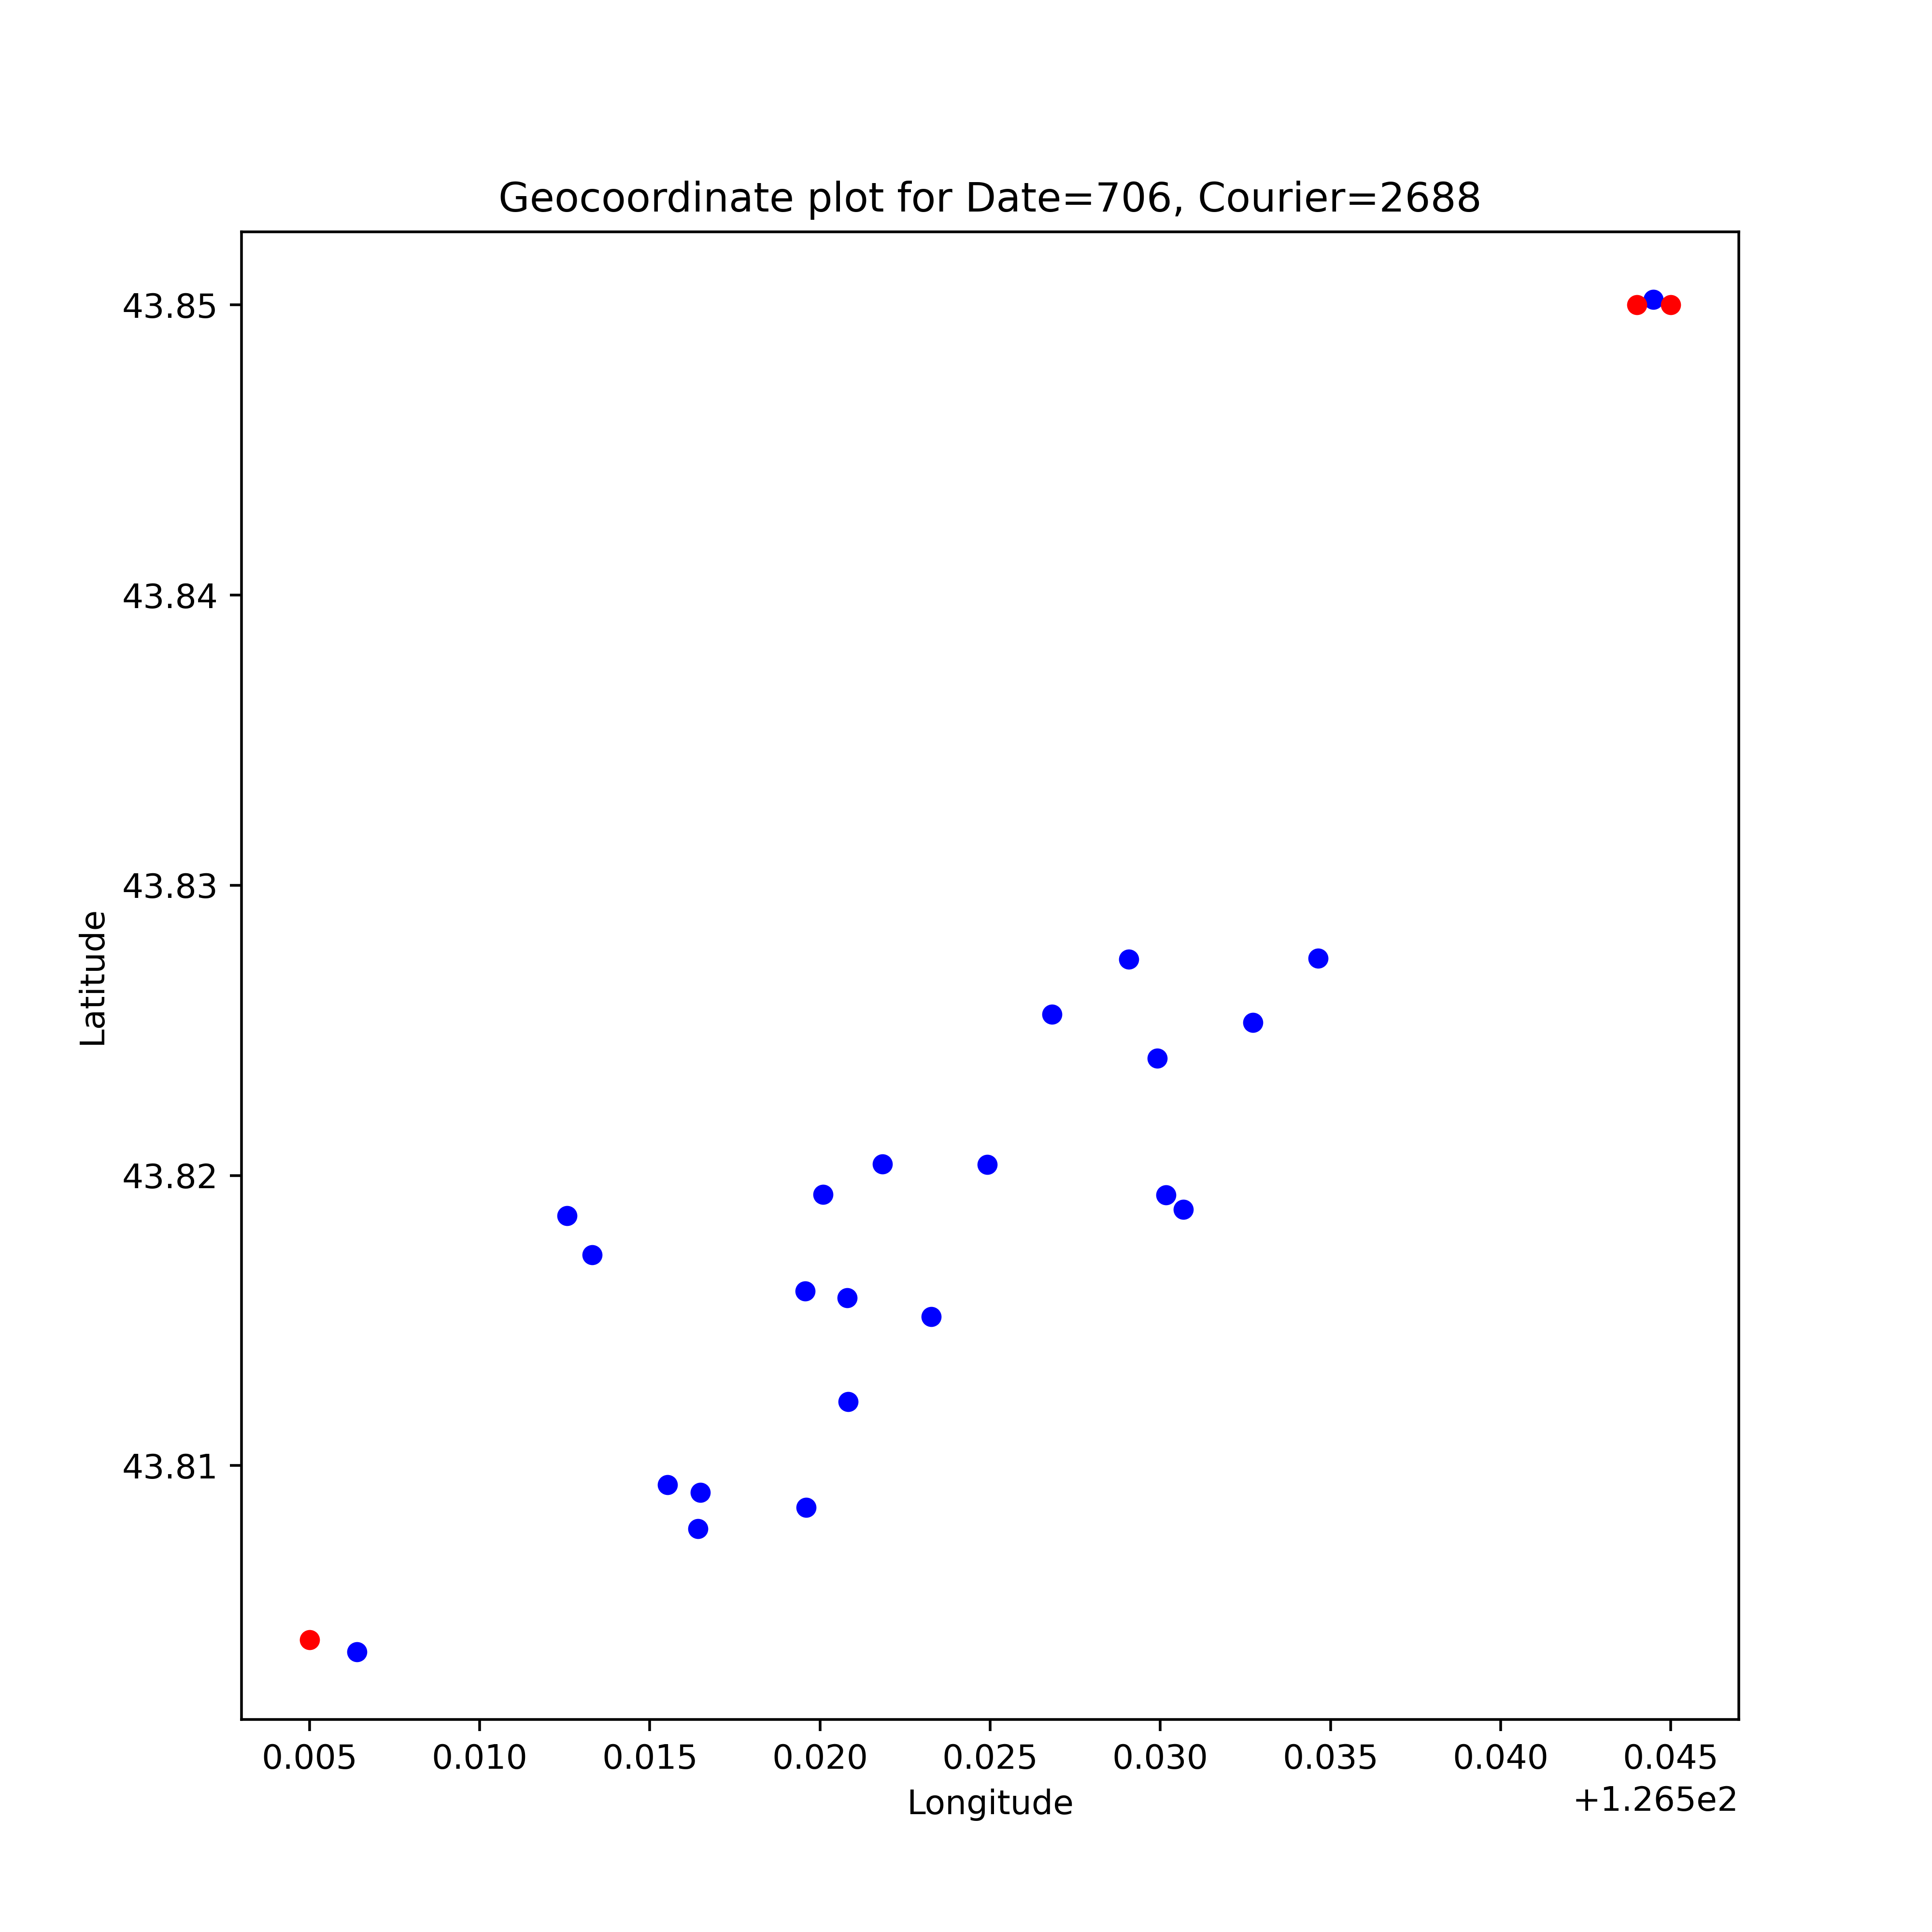 Geocoordinate plot for Date=706, Courier=2688
43.85
43.84
43.83
43.82
43.81
Latitude
0.005 0.010 0.015 0.020 0.025 0.030 0.035 0.040 0.045
+1.265e2
Longitude